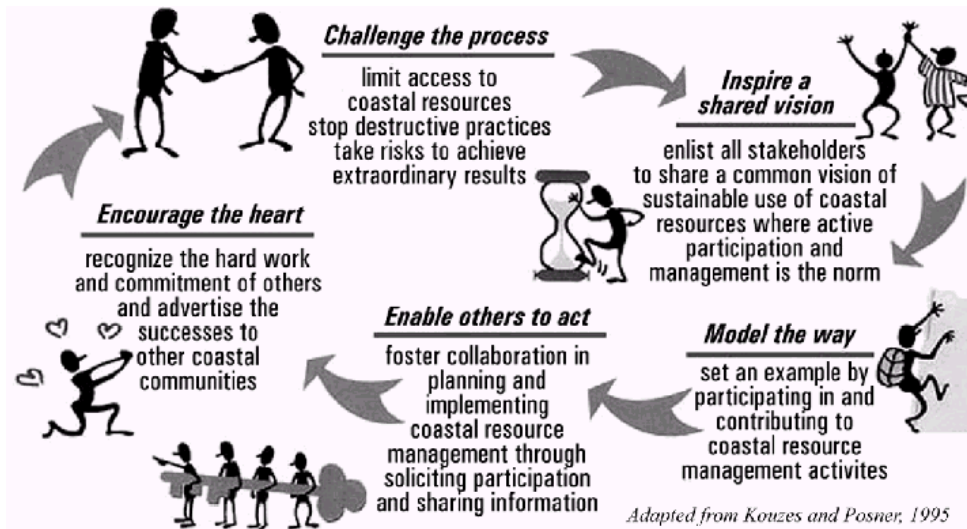 Challenge the process
limit access to
coastal resources
stop destructive practices
take risks to achieve
extraordinary results
Inspire a
shared vision
enlist all stakeholders
to share a common vision of
sustainable use of coastal
resources where active
participation and
management is the norm
Model the way
set an example by
participating in and
contributing to
coastal resource
management activites
Enable others to act
foster collaboration in
planning and
implementing
coastal resource
management through
soliciting participation
and sharing information
Encourage the heart
recognize the hard work
and commitment of others
and advertise the
successes to
other coastal
communities
Adapted from Kouzes and Posner, 1995